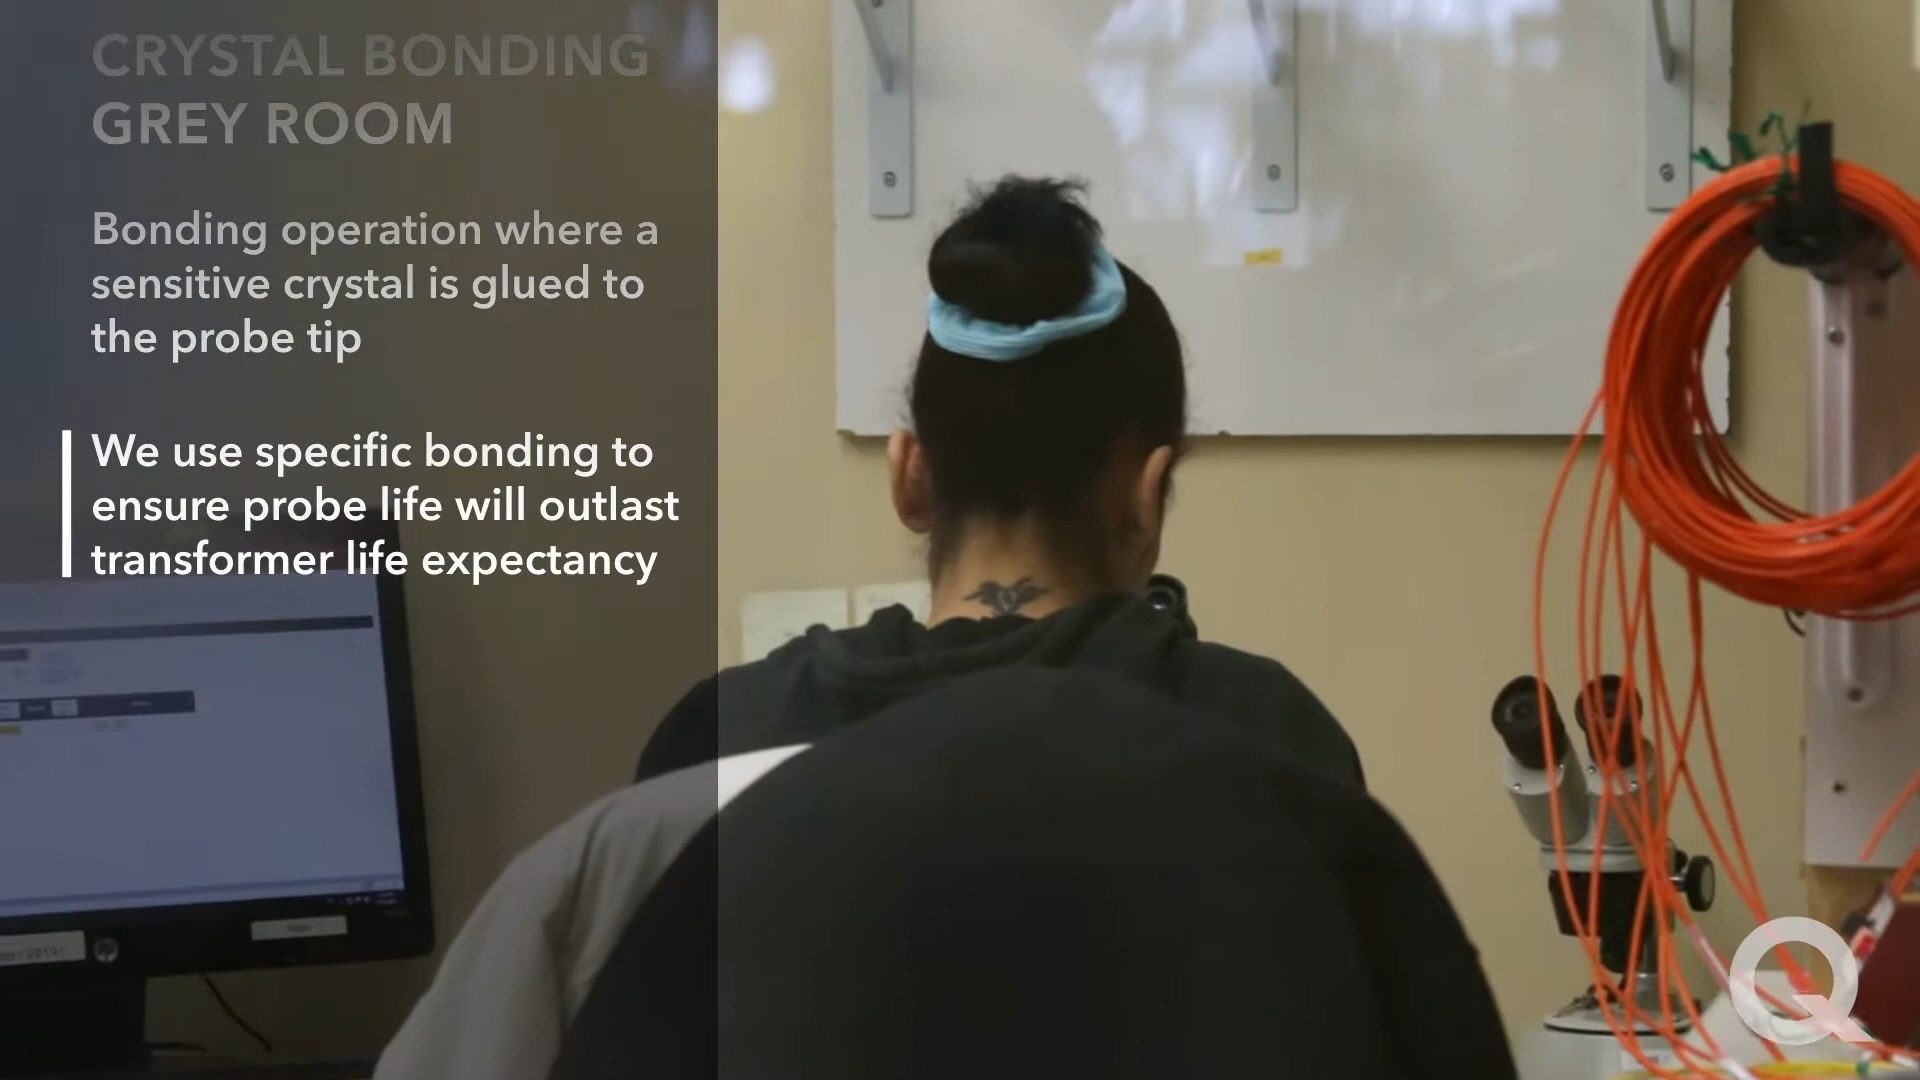 CRYSTAL BONDING
GREY ROOM
Bonding operation where a
sensitive crystal is glued to
the probe tip
We use specific bonding to
ensure probe life will outlast
transformer life expectancy
hp
Q